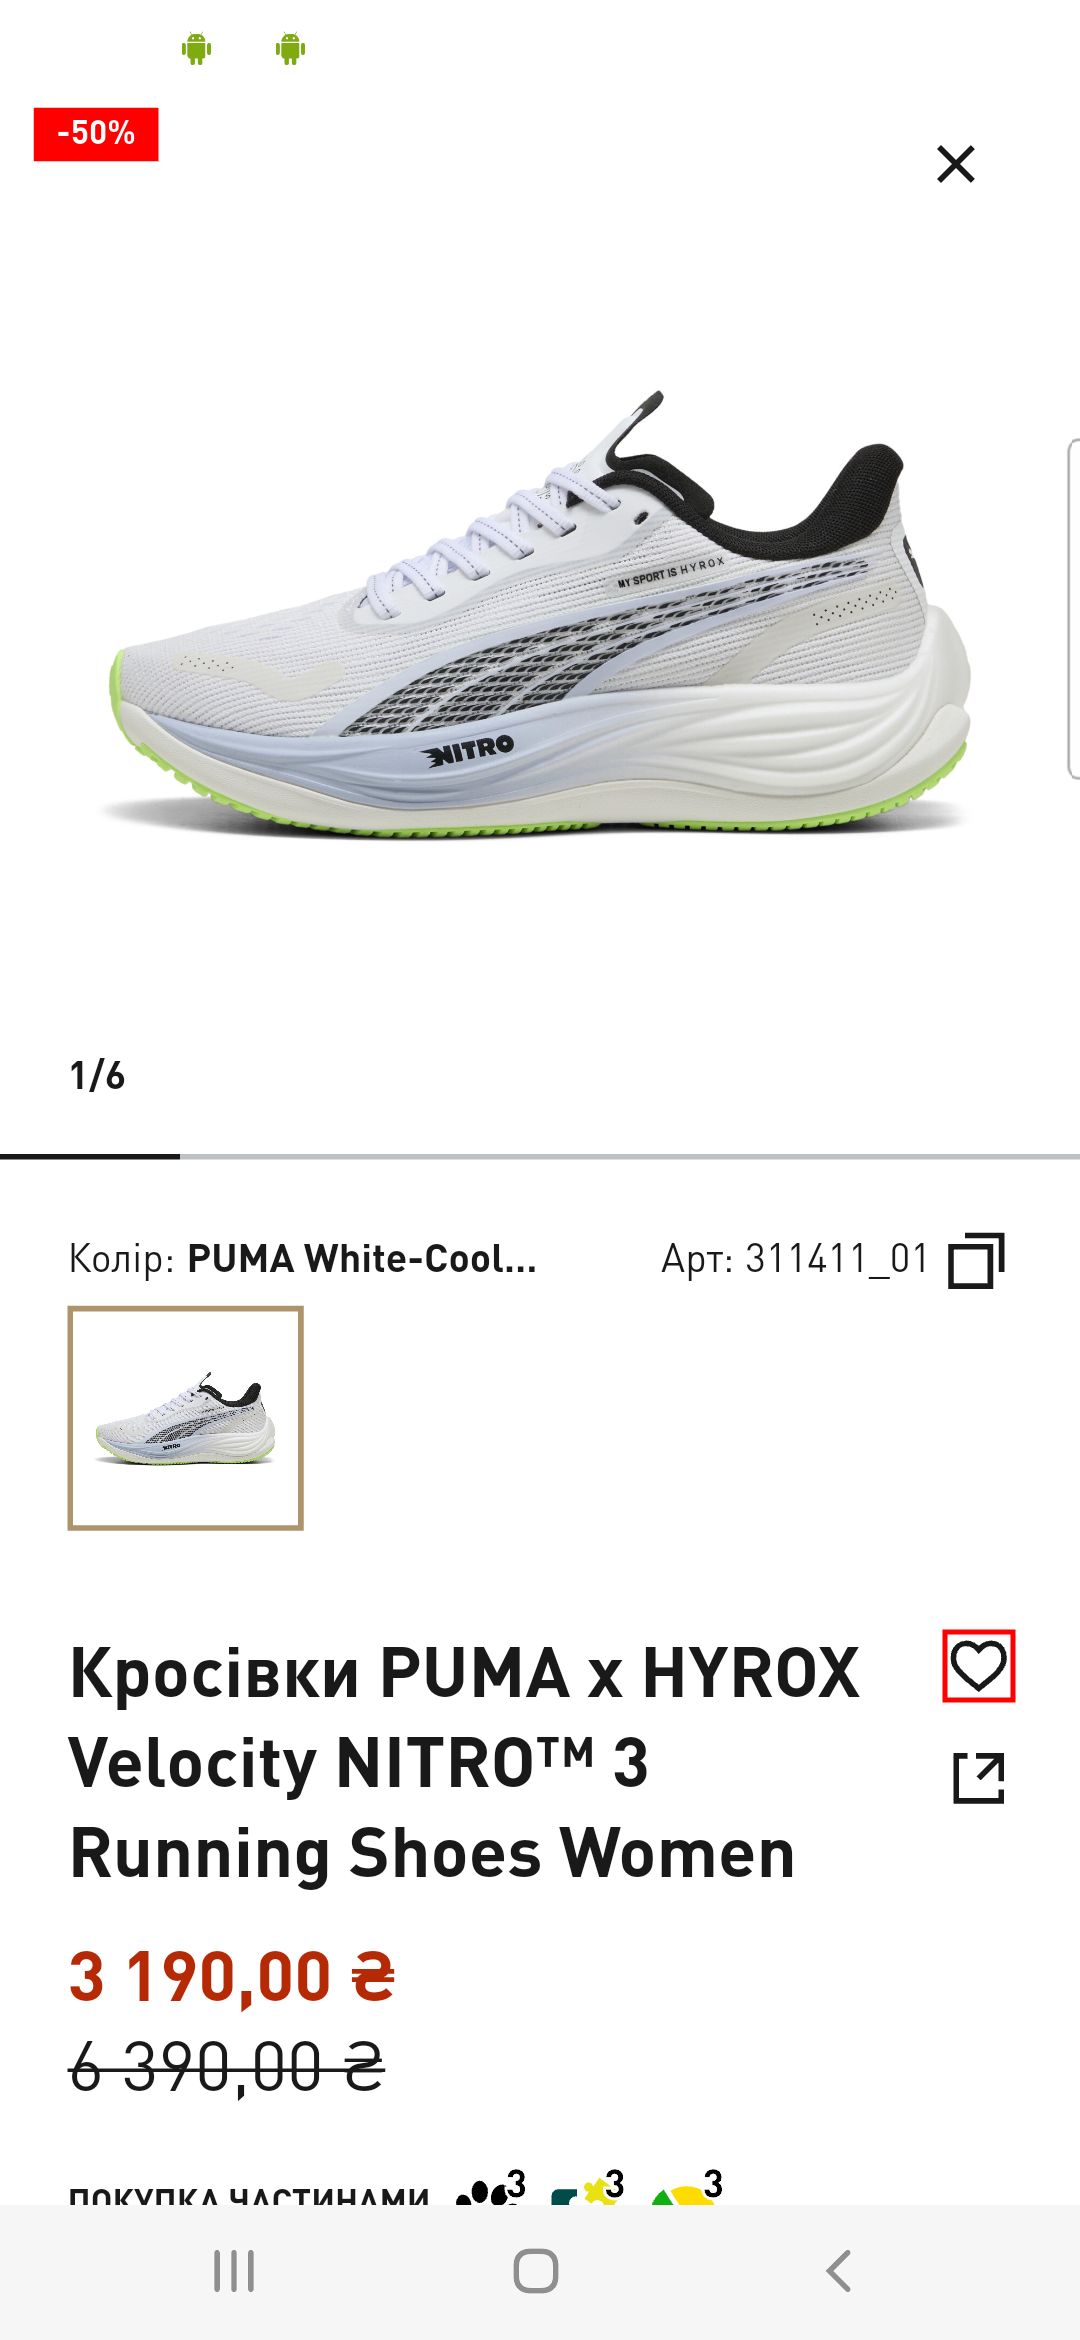 -50%
MY SPORT IS HYROX
NITRO
1/6
Колір: PUMA White-Cool...
Арт: 311411_01
NITRO
Кросівки PUMA x HYROX
Velocity NITRO™ 3
Running Shoes Women
3 190,00 ₴
6 390,00 ₴
ПОКУПКА ЧАСТИНАМИ 3 3 3